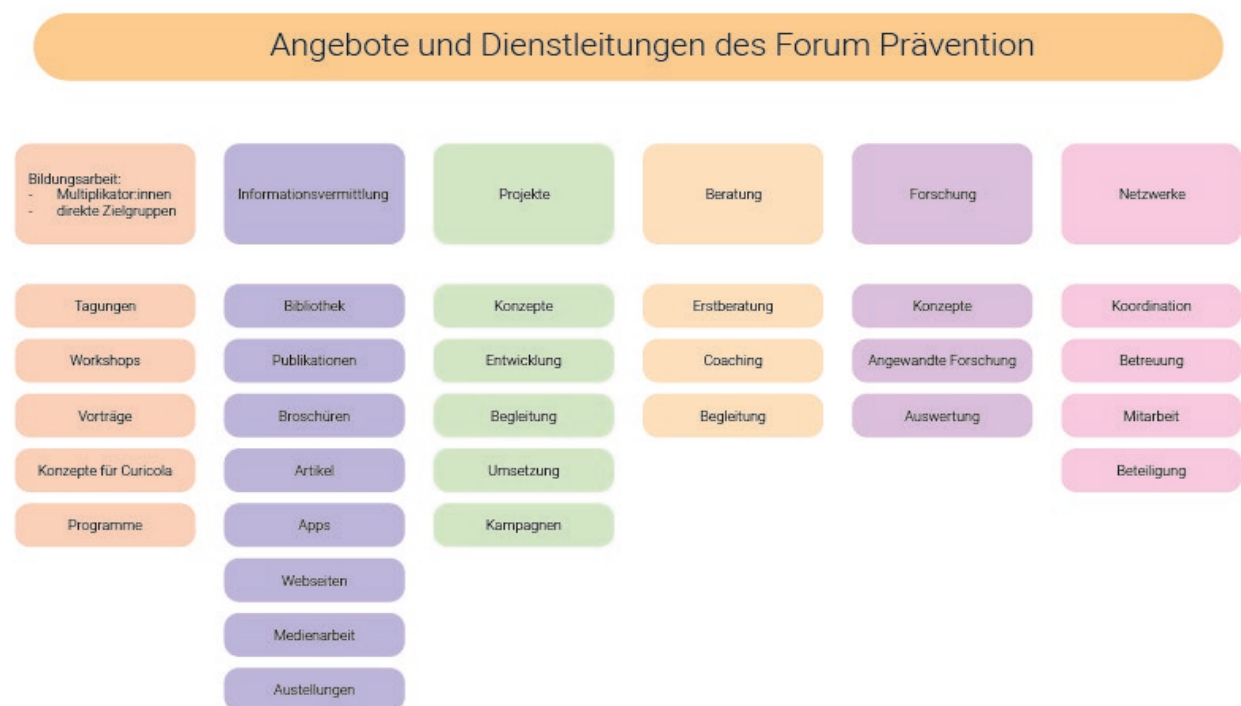 Angebote und Dienstleitungen des Forum Prävention
Bildungsarbeit:
- Multiplikator:innen
- direkte Zielgruppen
Informationsvermittlung
Projekte
Beratung
Forschung
Netzwerke
Tagungen
Bibliothek
Konzepte
Erstberatung
Konzepte
Koordination
Workshops
Publikationen
Entwicklung
Coaching
Angewandte Forschung
Betreuung
Vorträge
Broschüren
Begleitung
Begleitung
Auswertung
Mitarbeit
Konzepte für Curicola
Artikel
Umsetzung
Beteiligung
Programme
Apps
Kampagnen
Webseiten
Medienarbeit
Austellungen